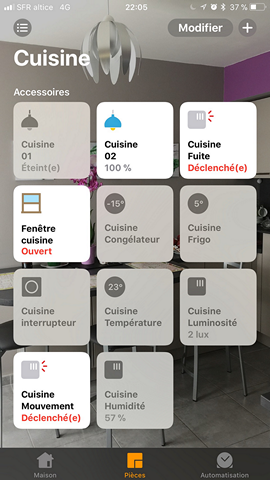 SFR altice 4G 22:05 37 %
Modifier
Cuisine
Accessoires
Cuisine
01
Éteint(e)
Cuisine
02
100 %
Cuisine
Fuite
Déclenché(e)
Fenêtre
cuisine
Ouvert
-15°
Cuisine
Congélateur
5°
Cuisine
Frigo
Cuisine
interrupteur
23°
Cuisine
Température
Cuisine
Luminosité
2 lux
Cuisine
Mouvement
Déclenché(e)
Cuisine
Humidité
57 %
Maison Pièces Automatisation